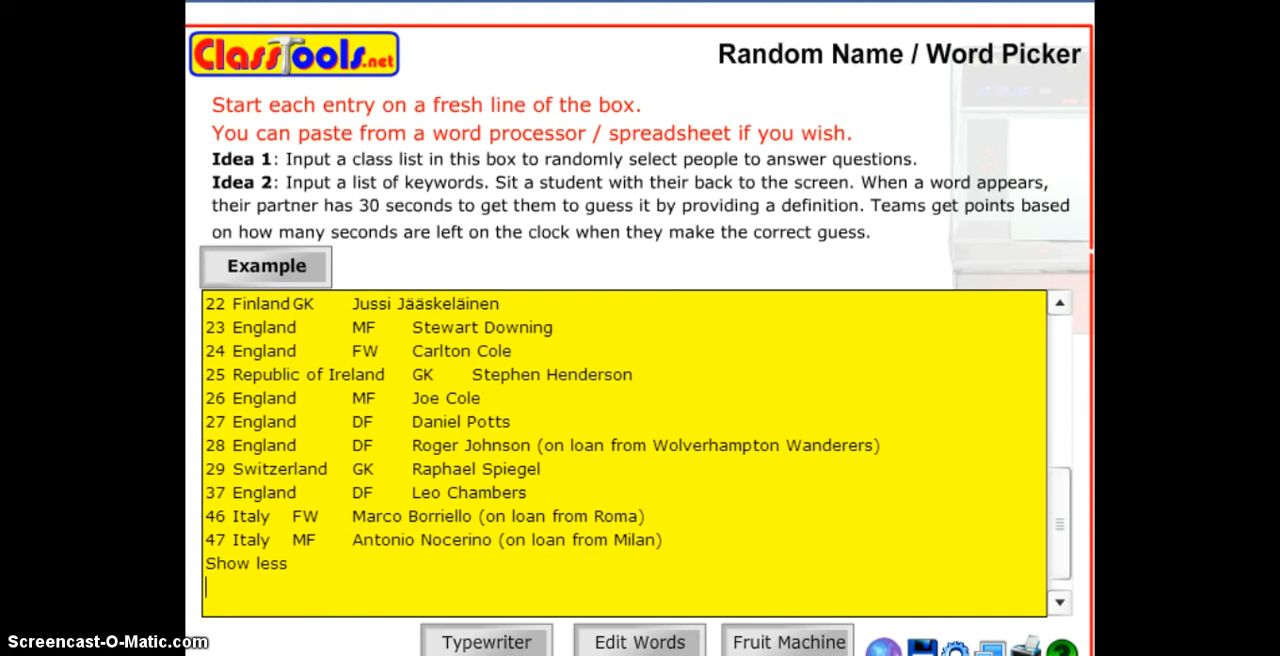 ClassTools.net
Random Name / Word Picker
Start each entry on a fresh line of the box.
You can paste from a word processor / spreadsheet if you wish.
Idea 1: Input a class list in this box to randomly select people to answer questions.
Idea 2: Input a list of keywords. Sit a student with their back to the screen. When a word appears,
their partner has 30 seconds to get them to guess it by providing a definition. Teams get points based
on how many seconds are left on the clock when they make the correct guess.
Example
22 Finland GK Jussi Jääskeläinen
23 England MF Stewart Downing
24 England FW Carlton Cole
25 Republic of Ireland GK Stephen Henderson
26 England MF Joe Cole
27 England DF Daniel Potts
28 England DF Roger Johnson (on loan from Wolverhampton Wanderers)
29 Switzerland GK Raphael Spiegel
37 England DF Leo Chambers
46 Italy FW Marco Borriello (on loan from Roma)
47 Italy MF Antonio Nocerino (on loan from Milan)
Show less
Typewriter Edit Words Fruit Machine ?
Screencast-O-Matic.com